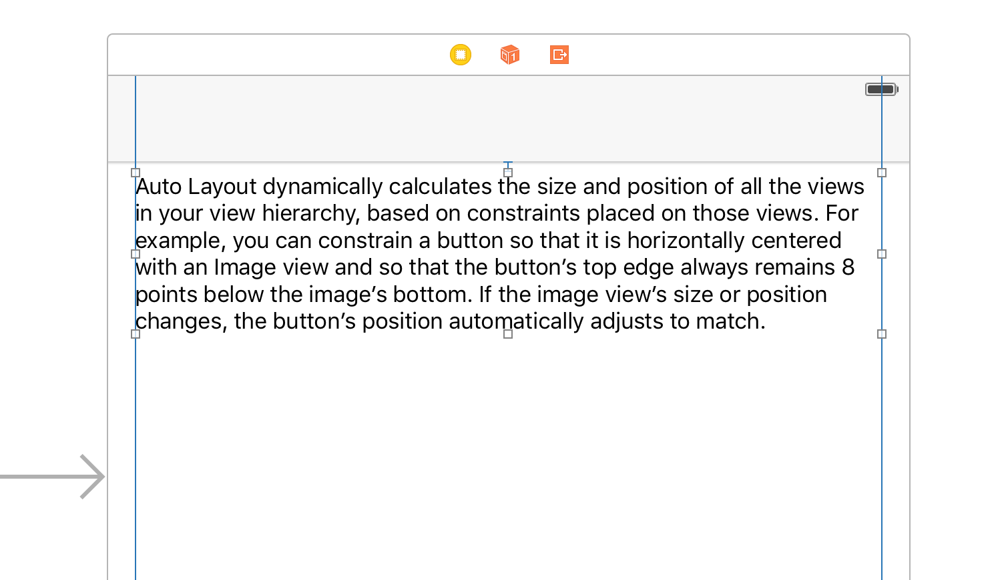 Auto Layout dynamically calculates the size and position of all the views
in your view hierarchy, based on constraints placed on those views. For
example, you can constrain a button so that it is horizontally centered
with an Image view and so that the button’s top edge always remains 8
points below the image’s bottom. If the image view’s size or position
changes, the button’s position automatically adjusts to match.